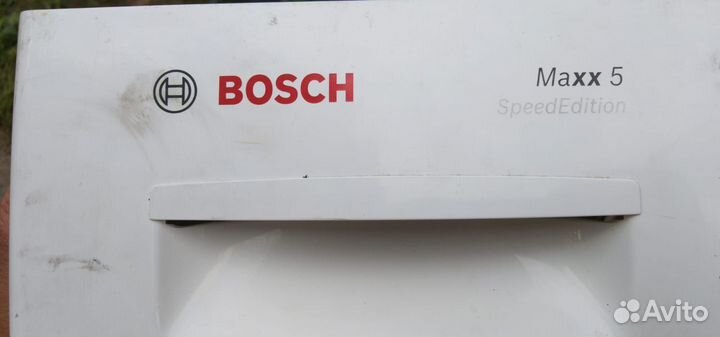 BOSCH
Maxx 5
SpeedEdition
Avito